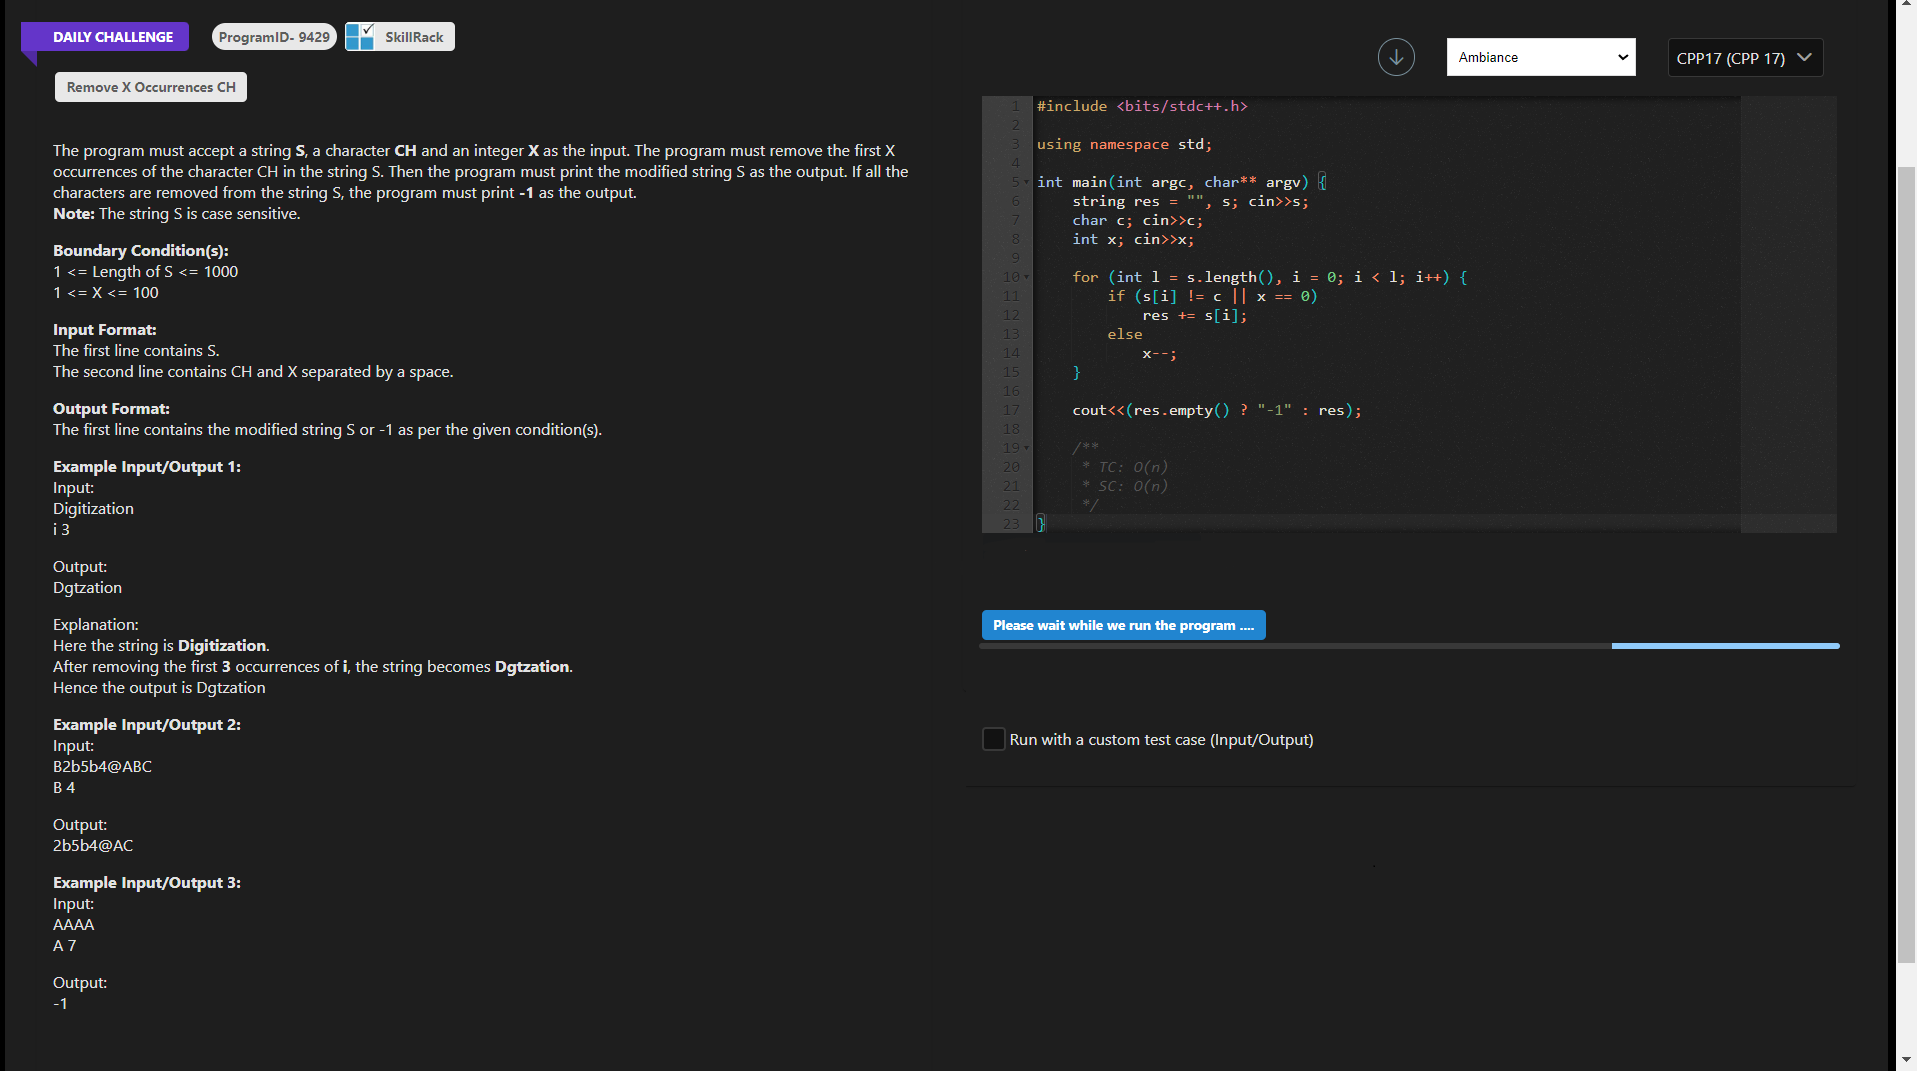 DAILY CHALLENGE
ProgramID- 9429
SkillRack
Remove X Occurrences CH
The program must accept a string S, a character CH and an integer X as the input. The program must remove the first X
occurrences of the character CH in the string S. Then the program must print the modified string S as the output. If all the
characters are removed from the string S, the program must print -1 as the output.
Note: The string S is case sensitive.
Boundary Condition(s):
1 <= Length of S <= 1000
1 <= X <= 100
Input Format:
The first line contains S.
The second line contains CH and X separated by a space.
Output Format:
The first line contains the modified string S or -1 as per the given condition(s).
Example Input/Output 1:
Input:
Digitization
i 3
Output:
Dgtzation
Explanation:
Here the string is Digitization.
After removing the first 3 occurrences of i, the string becomes Dgtzation.
Hence the output is Dgtzation
Example Input/Output 2:
Input:
B2b5b4@ABC
B 4
Output:
2b5b4@AC
Example Input/Output 3:
Input:
AAAA
A 7
Output:
-1
Ambiance
CPP17 (CPP 17)
1 #include <bits/stdc++.h>
2
3 using namespace std;
4
5 int main(int argc, char** argv) {
6     string res = "", s; cin>>s;
7     char c; cin>>c;
8     int x; cin>>x;
9
10     for (int l = s.length(), i = 0; i < l; i++) {
11         if (s[i] != c || x == 0)
12             res += s[i];
13         else
14             x--;
15     }
16
17     cout<<(res.empty() ? "-1" : res);
18
19     /**
20      * TC: O(n)
21      * SC: O(n)
22      */
23 }
Please wait while we run the program ....
Run with a custom test case (Input/Output)